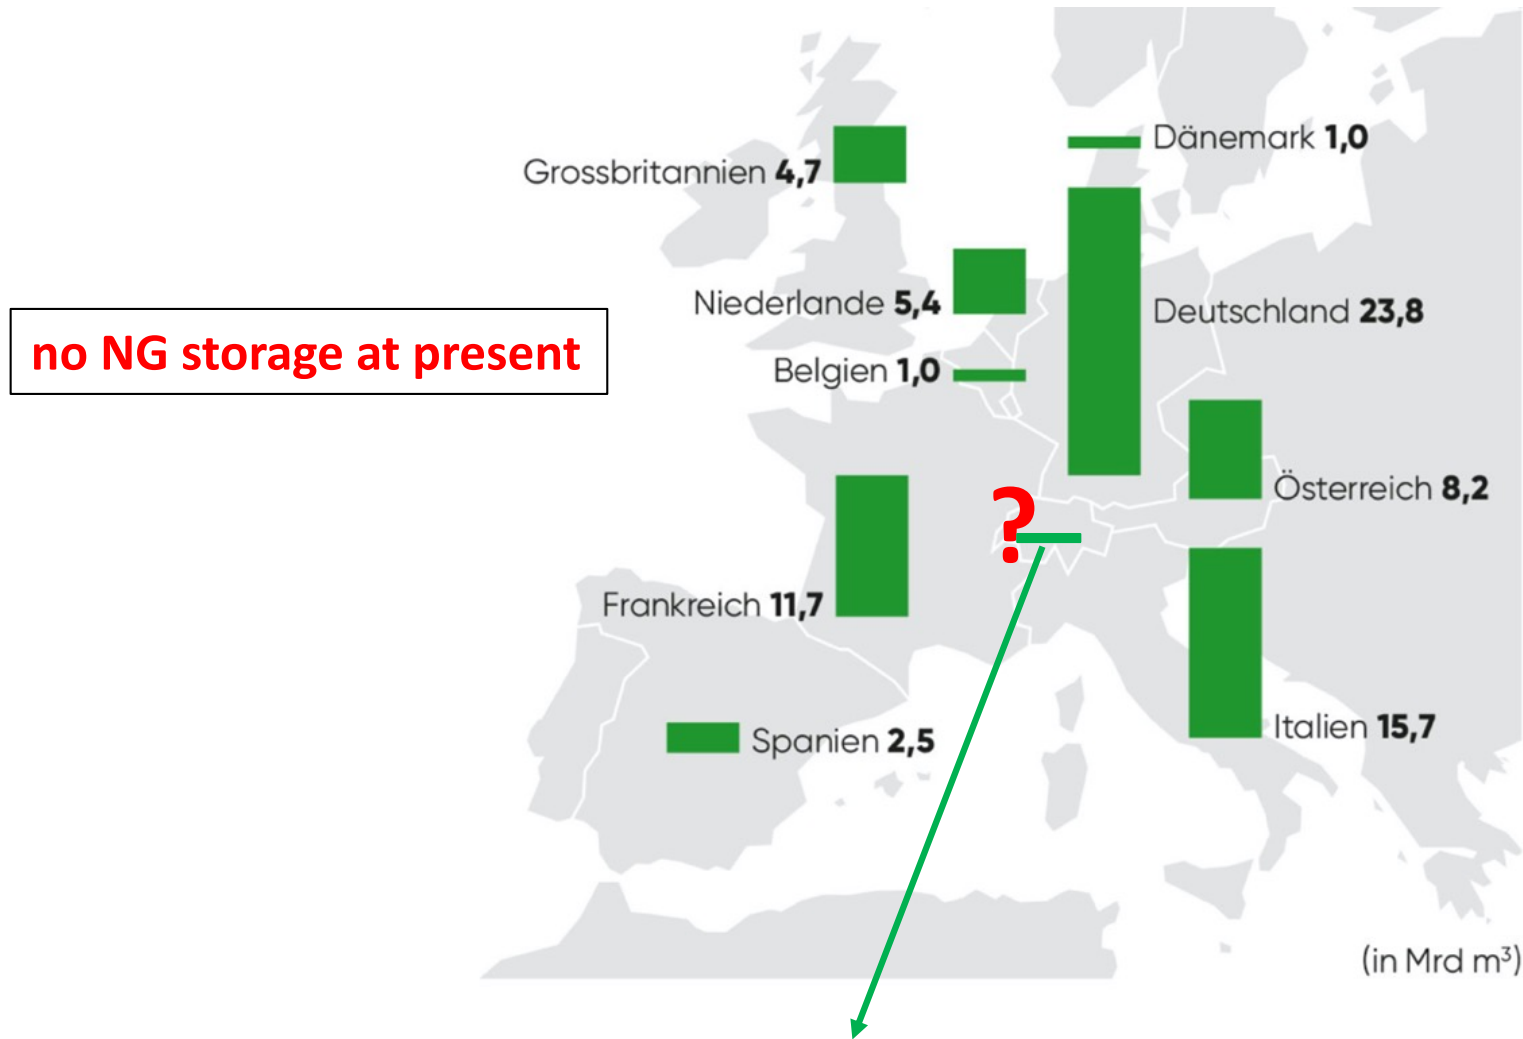 Dänemark 1,0
Grossbritannien 4,7
Niederlande 5,4
Deutschland 23,8
no NG storage at present
Belgien 1,0
Österreich 8,2
?
Frankreich 11,7
Italien 15,7
Spanien 2,5
(in Mrd m³)